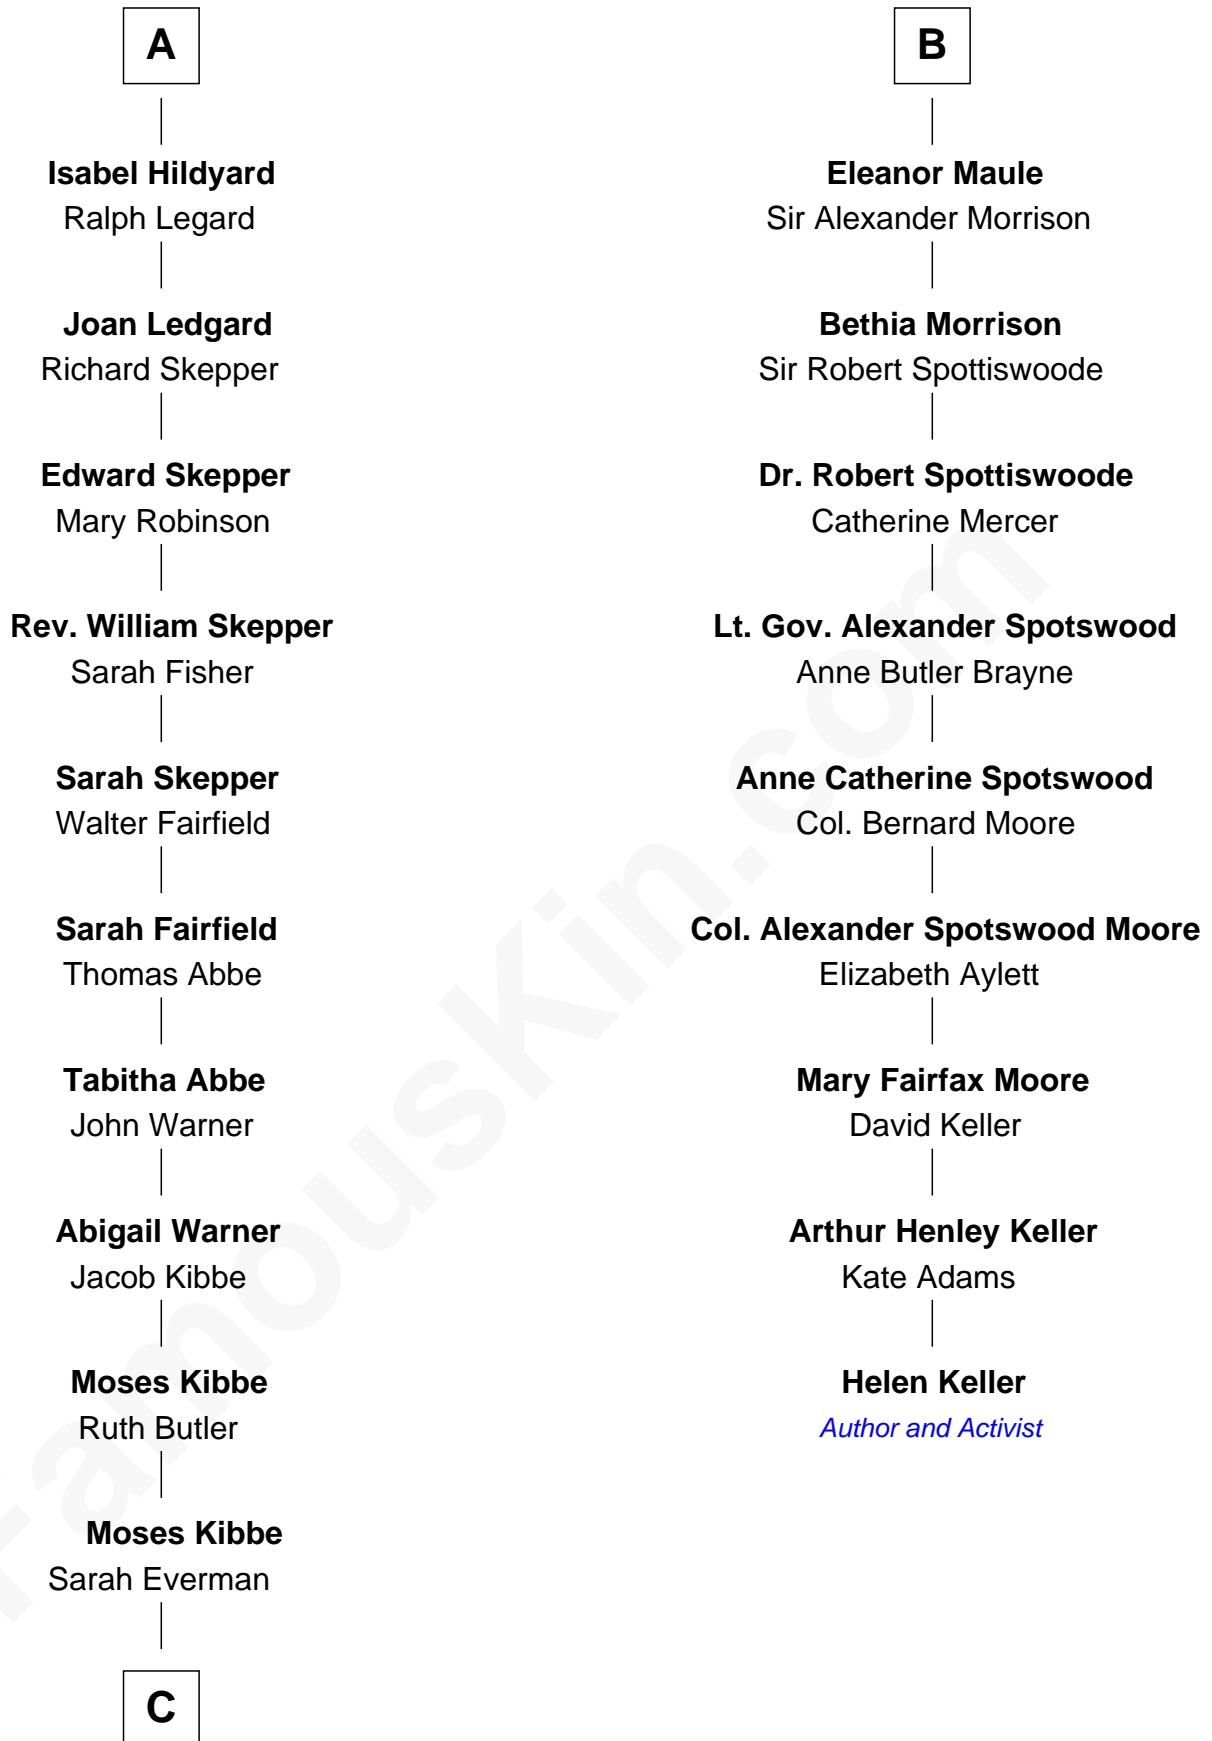 A
Isabel Hildyard
Ralph Legard
Joan Ledgard
Richard Skepper
Edward Skepper
Mary Robinson
Rev. William Skepper
Sarah Fisher
Sarah Skepper
Walter Fairfield
Sarah Fairfield
Thomas Abbe
Tabitha Abbe
John Warner
Abigail Warner
Jacob Kibbe
Moses Kibbe
Ruth Butler
Moses Kibbe
Sarah Everman
C
B
Eleanor Maule
Sir Alexander Morrison
Bethia Morrison
Sir Robert Spottiswoode
Dr. Robert Spottiswoode
Catherine Mercer
Lt. Gov. Alexander Spotswood
Anne Butler Brayne
Anne Catherine Spotswood
Col. Bernard Moore
Col. Alexander Spotswood Moore
Elizabeth Aylett
Mary Fairfax Moore
David Keller
Arthur Henley Keller
Kate Adams
Helen Keller
Author and Activist
FamousKin.com